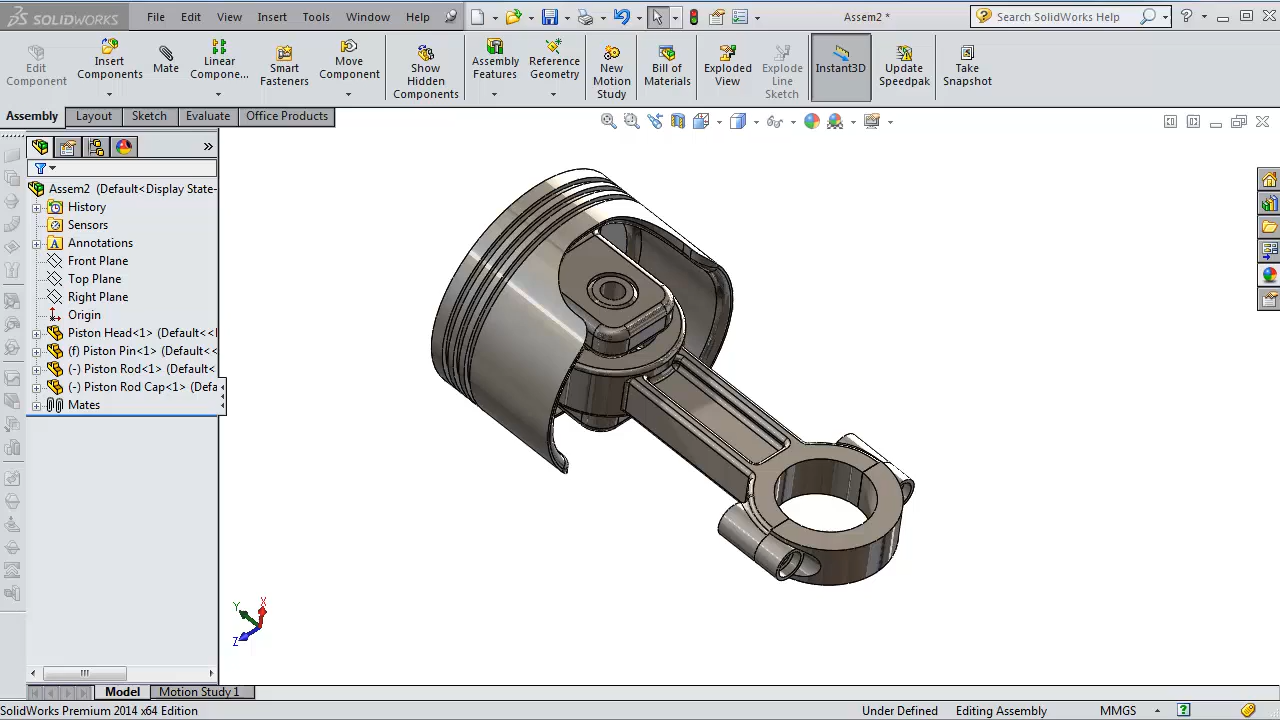 SOLIDWORKS File Edit View Insert Tools Window Help Assem2 * Search SolidWorks Help
Edit Component
Insert Components
Mate
Linear Compone...
Smart Fasteners
Move Component
Show Hidden Components
Assembly Features
Reference Geometry
New Motion Study
Bill of Materials
Exploded View
Explode Line Sketch
Instant3D
Update Speedpak
Take Snapshot
Assembly Layout Sketch Evaluate Office Products
Assem2 (Default<Display State-
History
Sensors
Annotations
Front Plane
Top Plane
Right Plane
Origin
Piston Head<1> (Default<<
(f) Piston Pin<1> (Default<<
(-) Piston Rod<1> (Default<
(-) Piston Rod Cap<1> (Defa
Mates
X
Y
Z
Model Motion Study 1
SolidWorks Premium 2014 x64 Edition Under Defined Editing Assembly MMGS